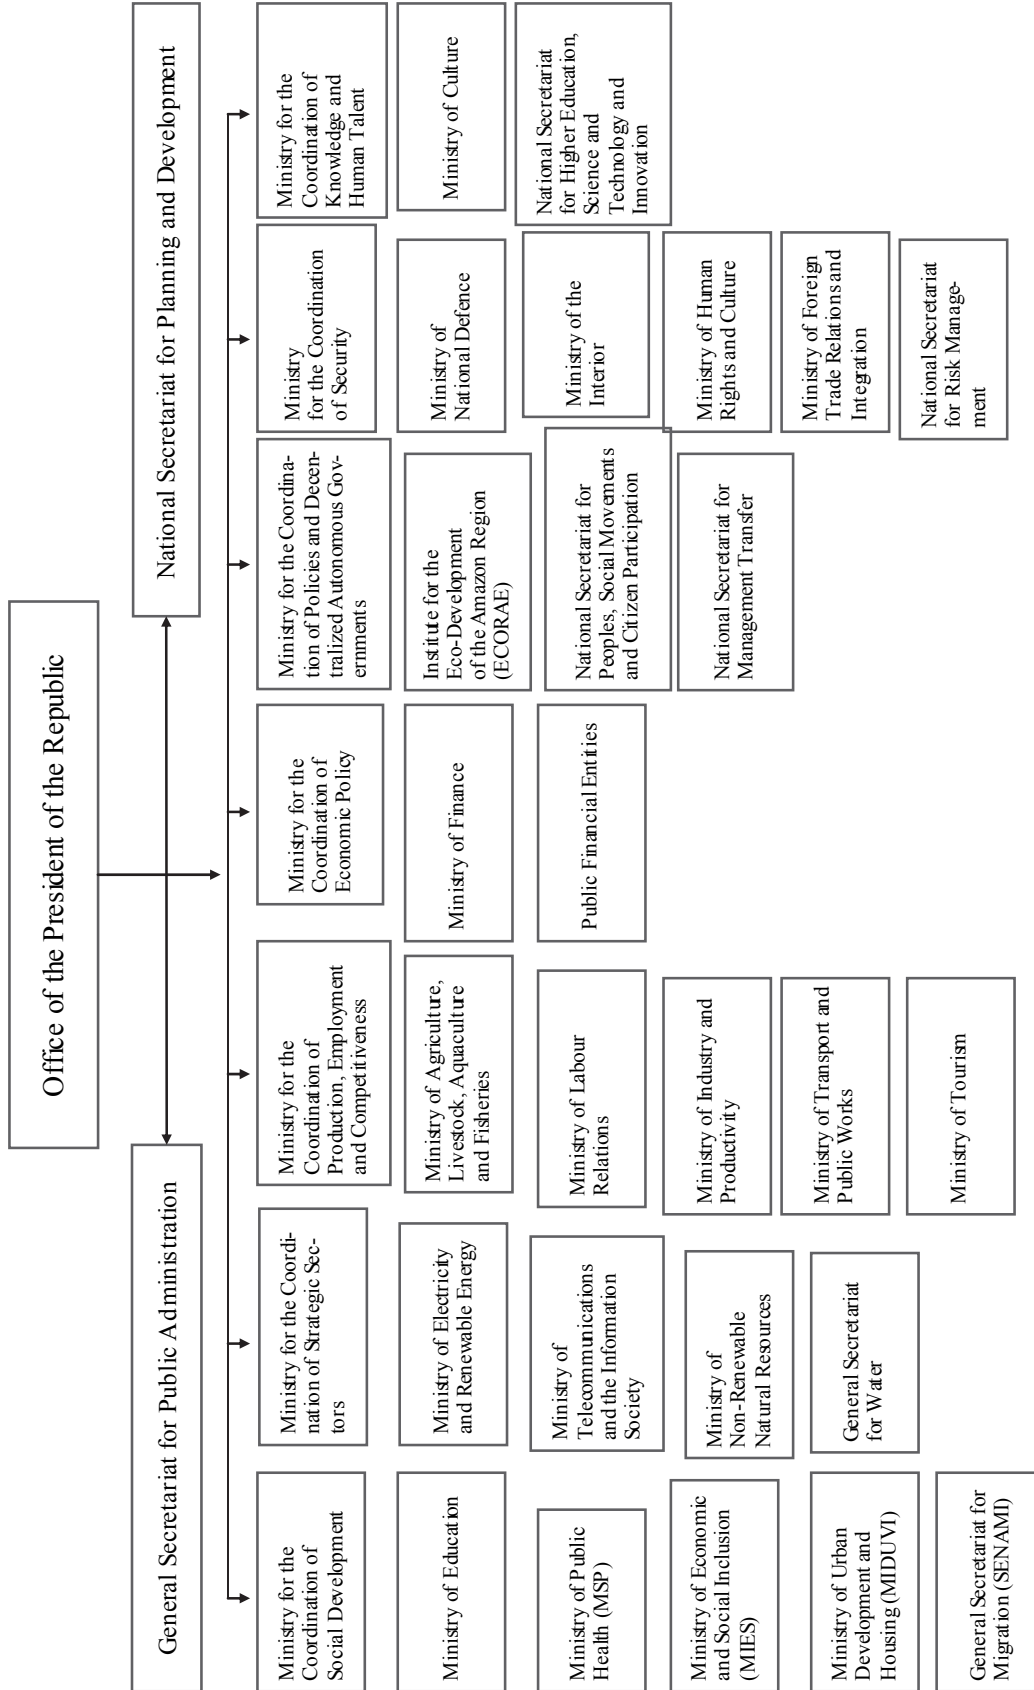 Office of the President of the Republic
General Secretariat for Public Administration
National Secretariat for Planning and Development
Ministry for the
Coordination of
Social Development
Ministry of Education
Ministry of Public
Health (MSP)
Ministry of Economic
and Social Inclusion
(MIES)
Ministry of Urban
Development and
Housing (MIDUVI)
General Secretariat for
Migration (SENAMI)
Ministry for the Coordi-
nation of Strategic Sec-
tors
Ministry of Electricity
and Renewable Energy
Ministry of
Telecommunications
and the Information
Society
Ministry of
Non-Renewable
Natural Resources
General Secretariat
for Water
Ministry for the
Coordination of
Production, Employment
and Competitiveness
Ministry of Agriculture,
Livestock, Aquaculture
and Fisheries
Ministry of Labour
Relations
Ministry of Industry and
Productivity
Ministry of Transport and
Public Works
Ministry of Tourism
Ministry for the
Coordination of
Economic Policy
Ministry of Finance
Public Financial Entities
Ministry for the Coordina-
tion of Policies and Decen-
tralized Autonomous Gov-
ernments
Institure for the
Eco-Development
of the Amazon Region
(ECORAE)
National Secretariat for
Peoples, Social Movements
and Citizen Participation
National Secretariat for
Management Transfer
Ministry
for the Coordination
of Security
Ministry of
National Defence
Ministry of the
Interior
Ministry of Human
Rights and Culture
Ministry of Foreign
Trade Relations and
Integration
National Secretariat
for Risk Manage-
ment
Ministry for the
Coordination of
Knowledge and
Human Talent
Ministry of Culture
National Secretariat
for Higher Education,
Science and
Technology and
Innovation